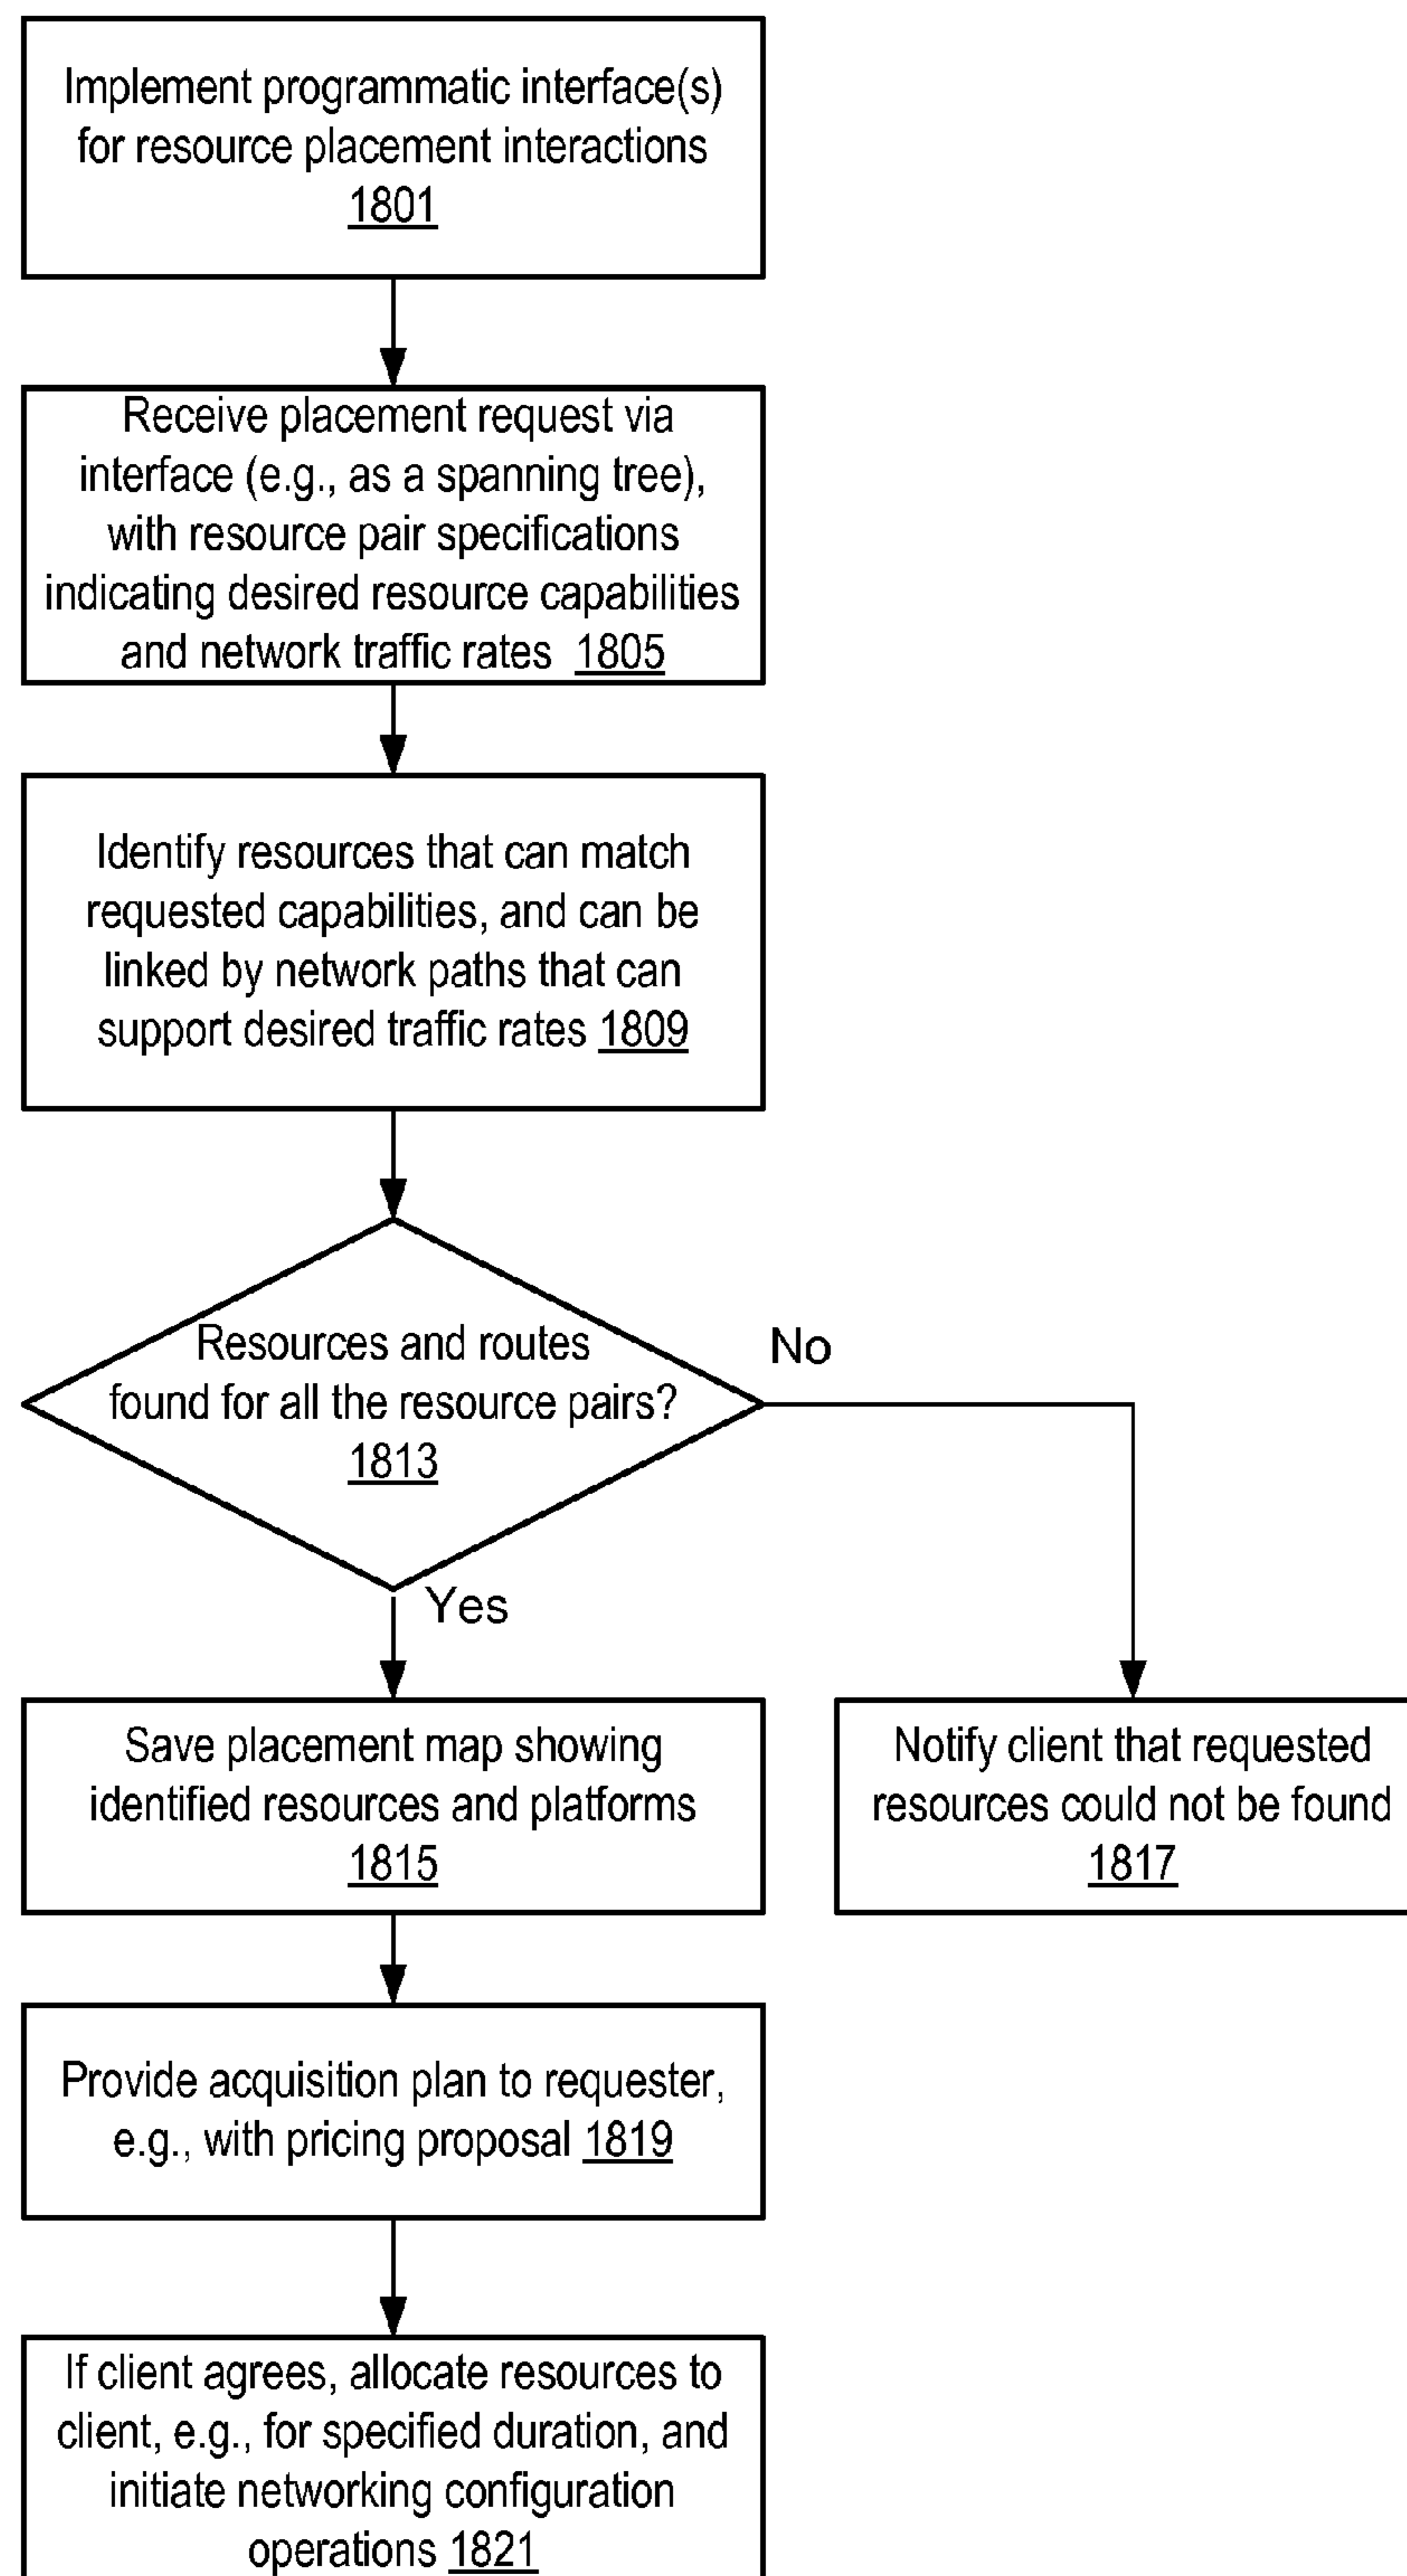 Implement programmatic interface(s)
for resource placement interactions
1801
Receive placement request via
interface (e.g., as a spanning tree),
with resource pair specifications
indicating desired resource capabilities
and network traffic rates 1805
Identify resources that can match
requested capabilities, and can be
linked by network paths that can
support desired traffic rates 1809
Resources and routes
found for all the resource pairs?
1813
No
Yes
Save placement map showing
identified resources and platforms
1815
Notify client that requested
resources could not be found
1817
Provide acquisition plan to requester,
e.g., with pricing proposal 1819
If client agrees, allocate resources to
client, e.g., for specified duration, and
initiate networking configuration
operations 1821